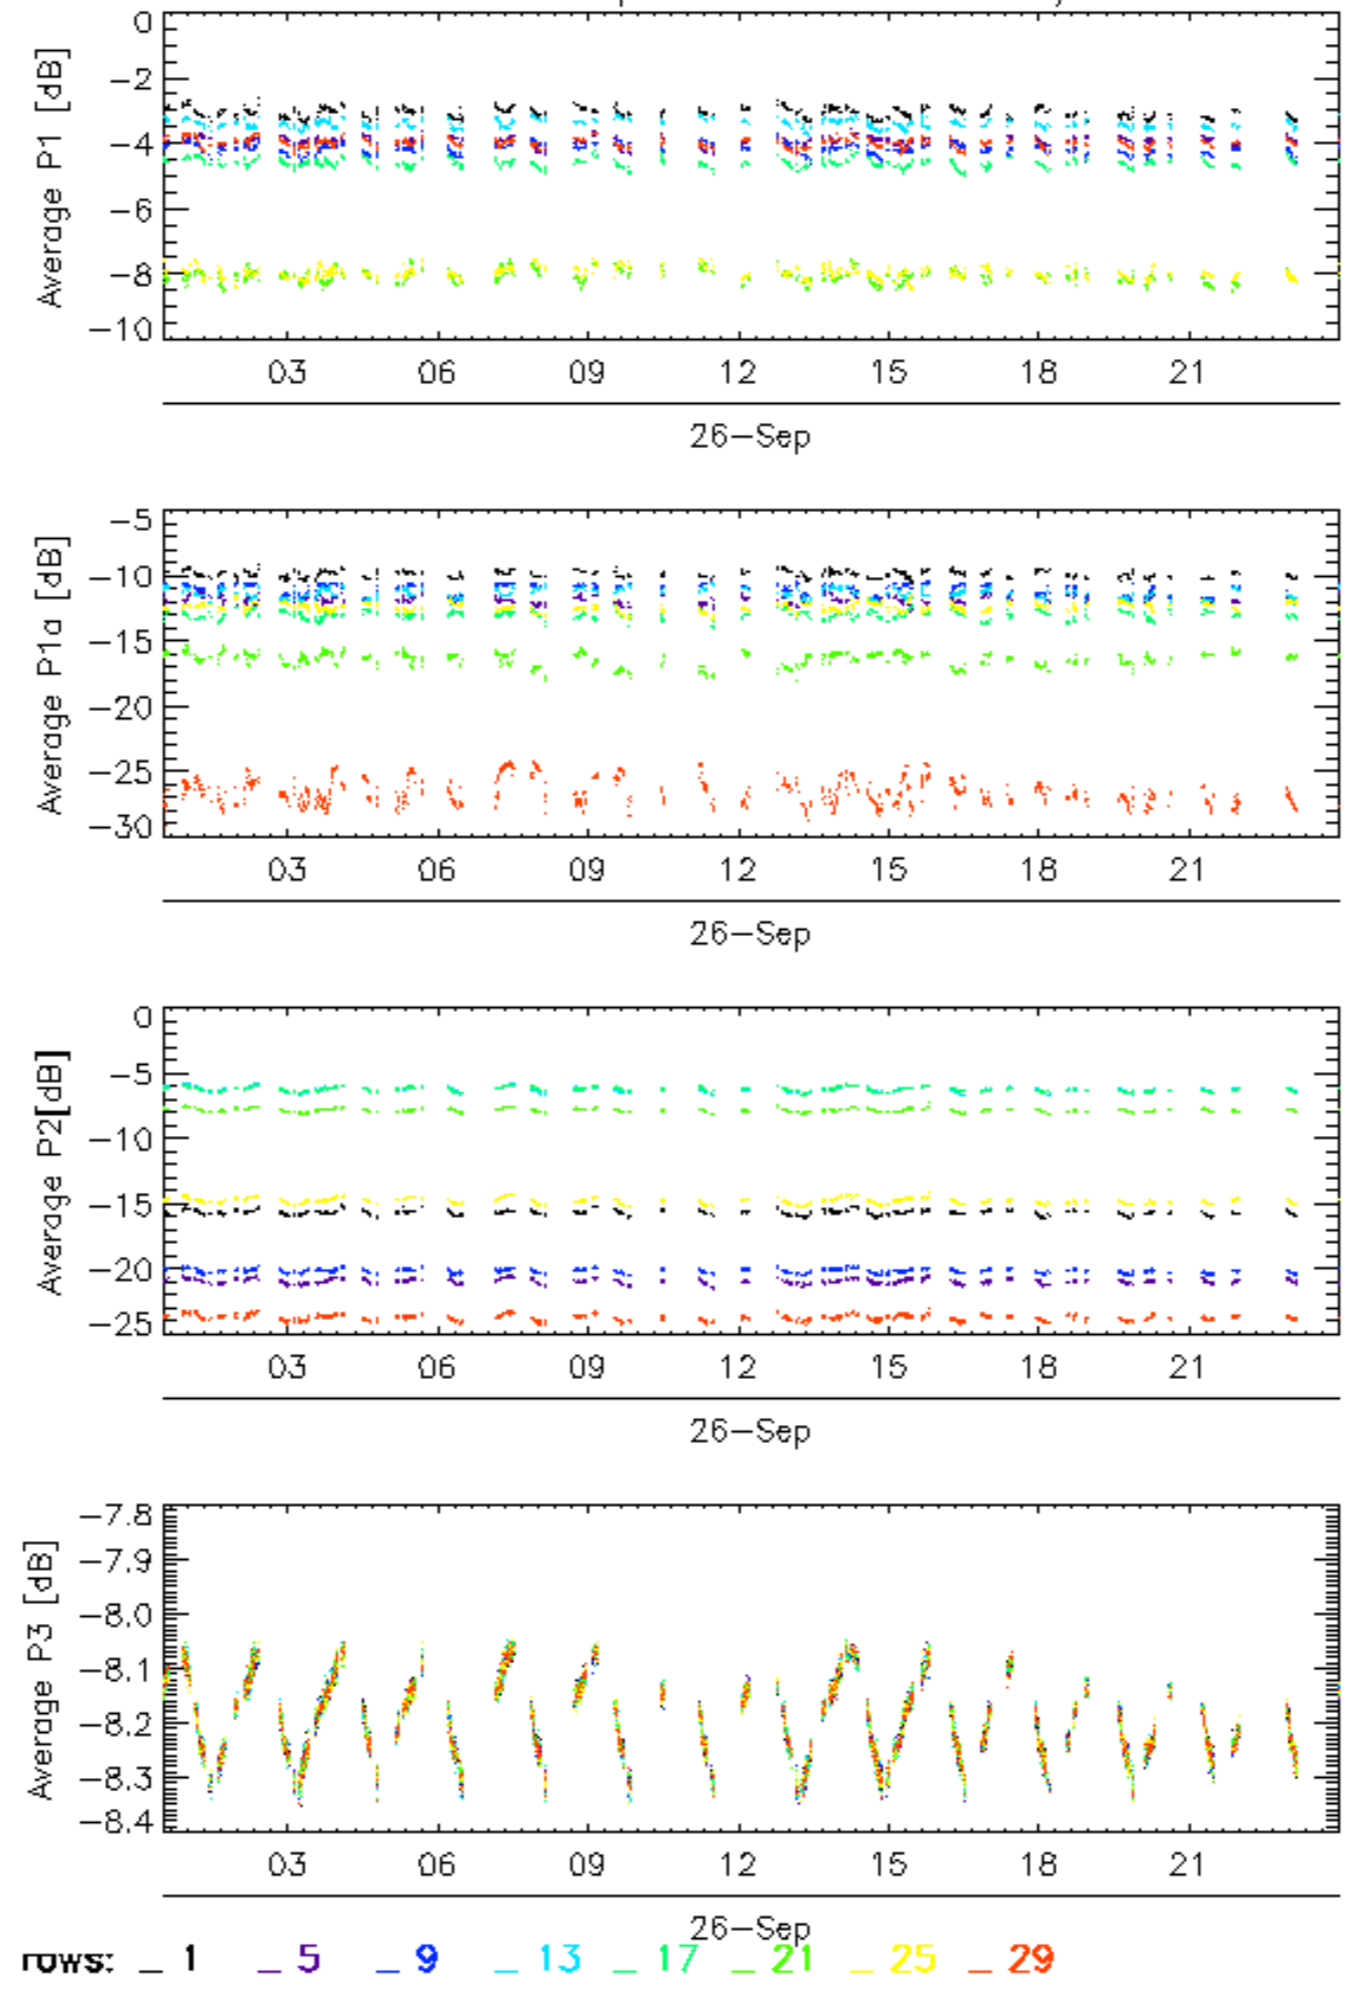 0
−2
−4
−6
−8
−10
Average P1 [dB]
03 06 09 12 15 18 21
26−Sep
−5
−10
−15
−20
−25
−30
Average P1a [dB]
03 06 09 12 15 18 21
26−Sep
0
−5
−10
−15
−20
−25
Average P2[dB]
03 06 09 12 15 18 21
26−Sep
−7.8
−7.9
−8.0
−8.1
−8.2
−8.3
−8.4
Average P3 [dB]
03 06 09 12 15 18 21
26−Sep
rows: _ 1 _ 5 _ 9 _ 13 _ 17 _ 21 _ 25 _ 29